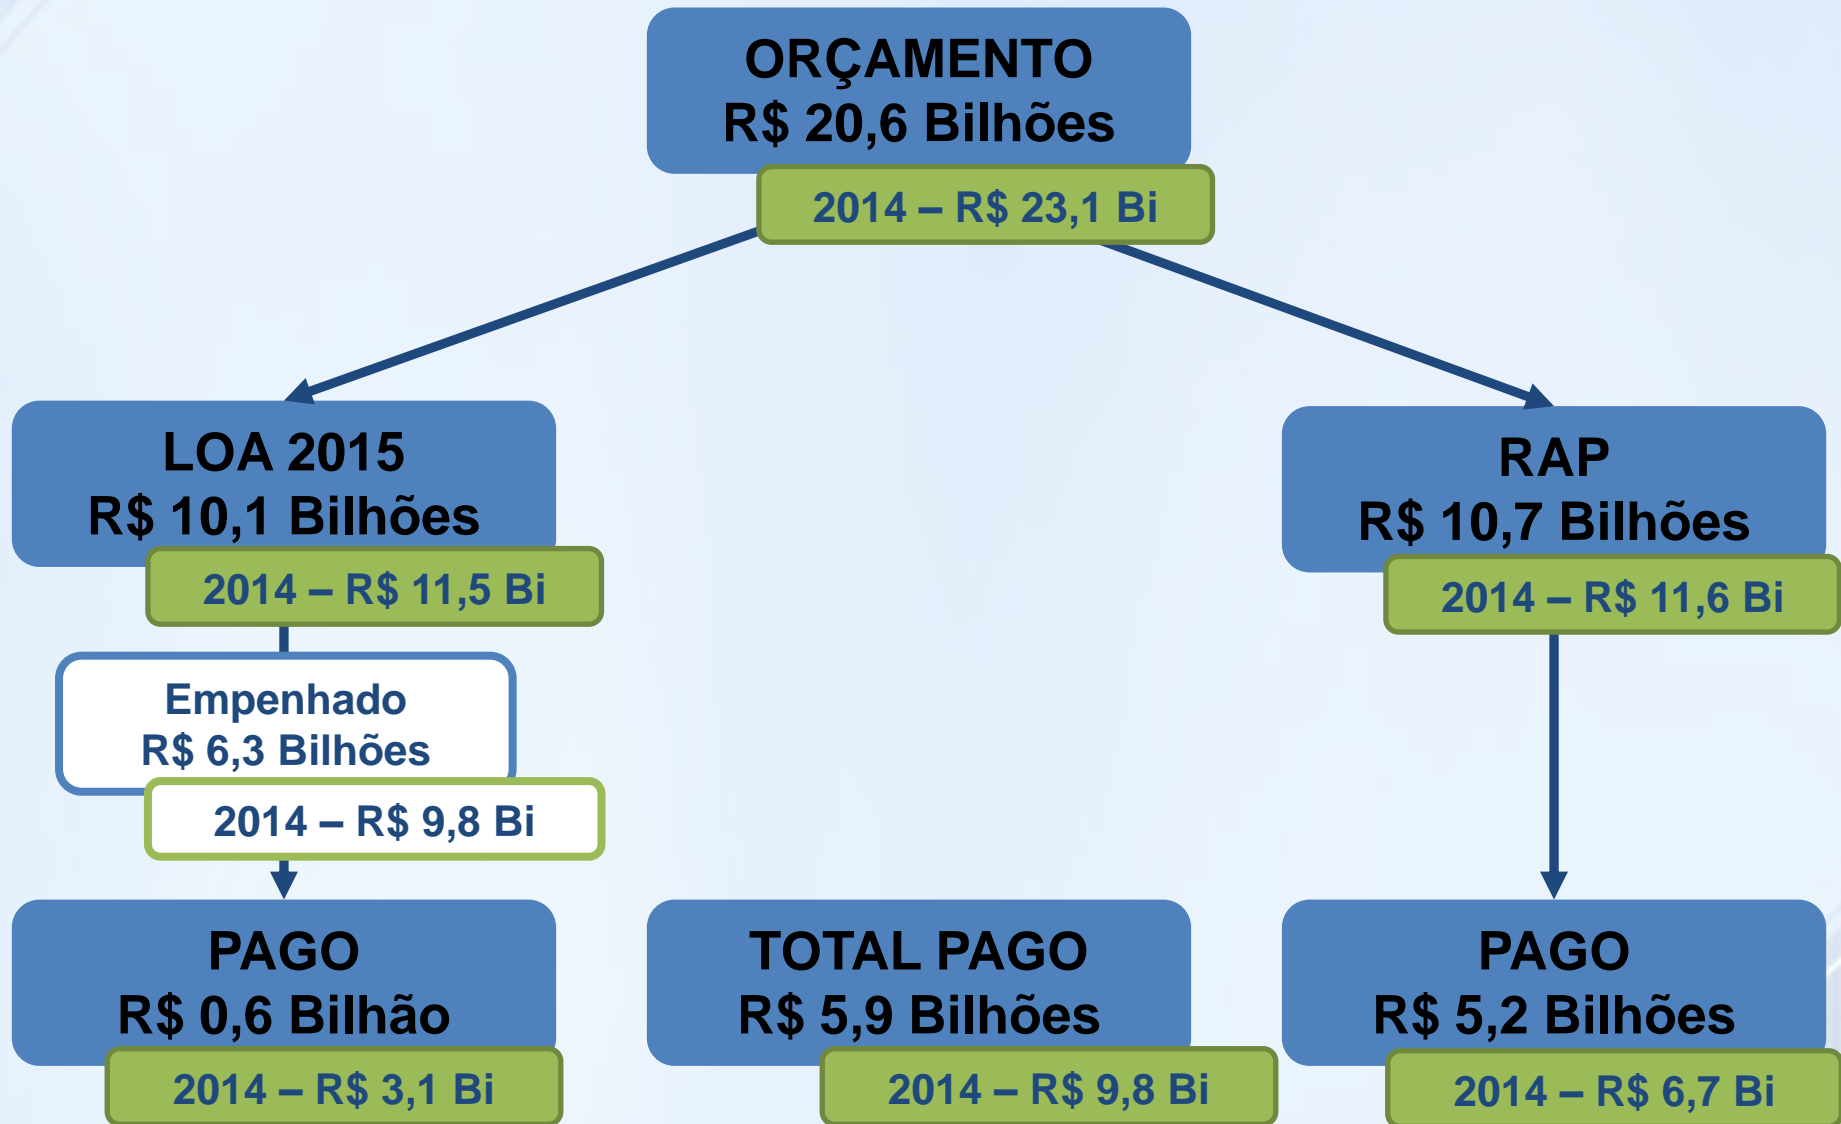 ORÇAMENTO
R$ 20,6 Bilhões
2014 – R$ 23,1 Bi
LOA 2015
R$ 10,1 Bilhões
2014 – R$ 11,5 Bi
RAP
R$ 10,7 Bilhões
2014 – R$ 11,6 Bi
Empenhado
R$ 6,3 Bilhões
2014 – R$ 9,8 Bi
PAGO
R$ 0,6 Bilhão
2014 – R$ 3,1 Bi
TOTAL PAGO
R$ 5,9 Bilhões
2014 – R$ 9,8 Bi
PAGO
R$ 5,2 Bilhões
2014 – R$ 6,7 Bi